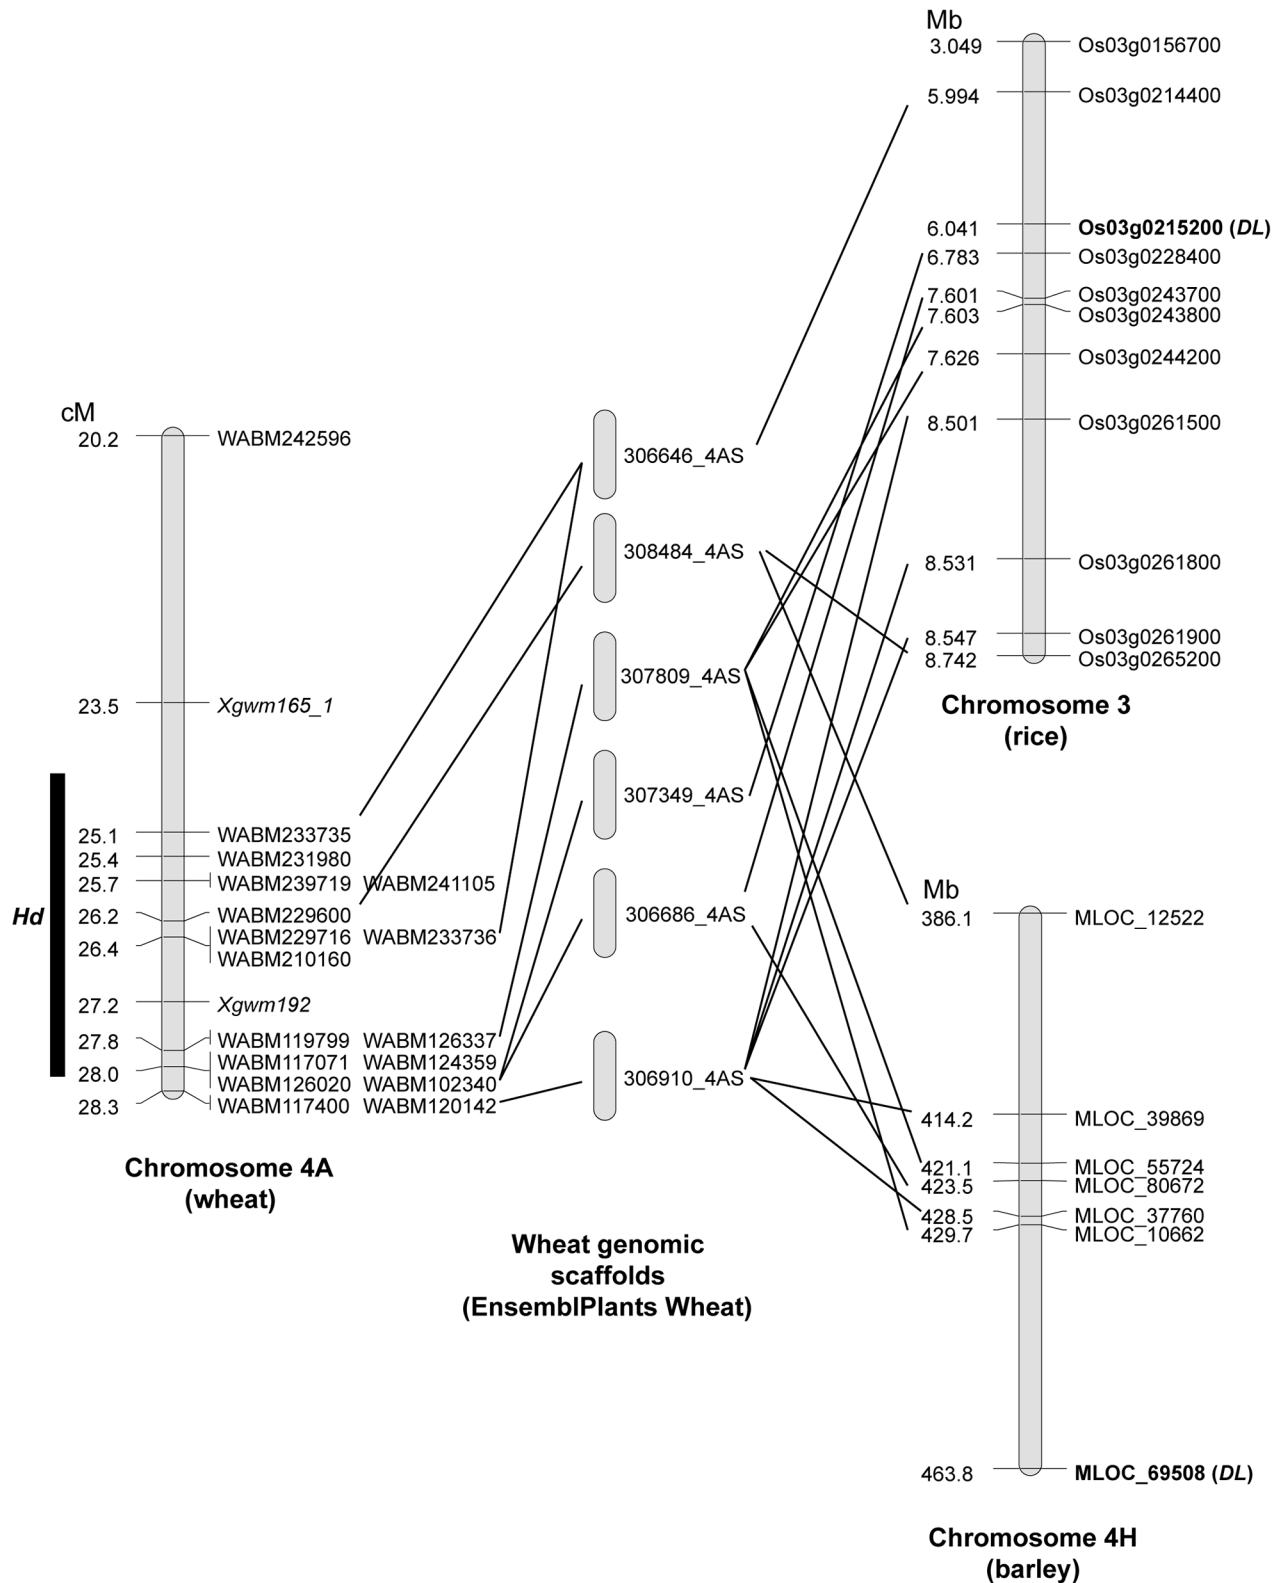 Mb
3.049 Os03g0156700
5.994 Os03g0214400
6.041 Os03g0215200 (DL)
6.783 Os03g0228400
7.601 Os03g0243700
7.603 Os03g0243800
7.626 Os03g0244200
8.501 Os03g0261500
8.531 Os03g0261800
8.547 Os03g0261900
8.742 Os03g0265200
Chromosome 3
(rice)
cM
20.2 WABM242596
23.5 Xgwm165_1
Hd
25.1 WABM233735
25.4 WABM231980
25.7 WABM239719 WABM241105
26.2 WABM229600
26.4 WABM229716 WABM233736
WABM210160
27.2 Xgwm192
27.8 WABM119799 WABM126337
28.0 WABM117071 WABM124359
WABM126020 WABM102340
28.3 WABM117400 WABM120142
Chromosome 4A
(wheat)
306646_4AS
308484_4AS
307809_4AS
307349_4AS
306686_4AS
306910_4AS
Wheat genomic
scaffolds
(EnsemblPlants Wheat)
Mb
386.1 MLOC_12522
414.2 MLOC_39869
421.1 MLOC_55724
423.5 MLOC_80672
428.5 MLOC_37760
429.7 MLOC_10662
463.8 MLOC_69508 (DL)
Chromosome 4H
(barley)